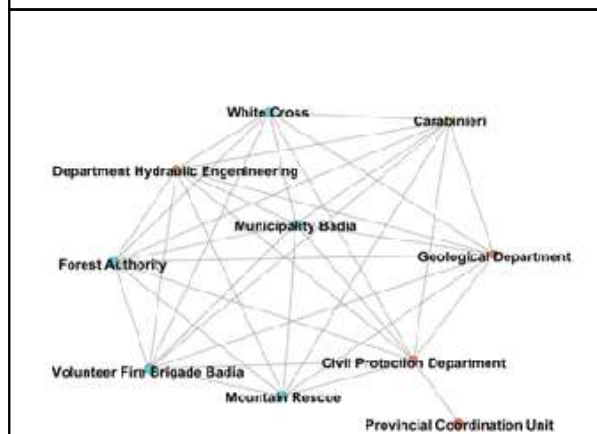 White Cross
Carabinieri
Department Hydraulic Engenineering
Municipality Badia
Geological Department
Forest Authority
Civil Protection Department
Volunteer Fire Brigade Badia
Mountain Rescue
Provincial Coordination Unit